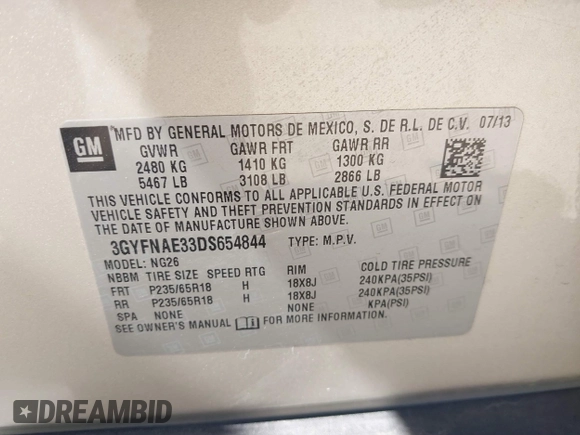 GM
MFD BY GENERAL MOTORS DE MEXICO, S. DE R.L. DE C.V. 07/13
GVWR GAWR FRT GAWR RR
2480 KG 1410 KG 1300 KG
5467 LB 3108 LB 2866 LB
THIS VEHICLE CONFORMS TO ALL APPLICABLE U.S. FEDERAL MOTOR
VEHICLE SAFETY AND THEFT PREVENTION STANDARDS IN EFFECT ON
THE DATE OF MANUFACTURE SHOWN ABOVE.
3GYFNAE33DS654844 TYPE: M.P.V.
MODEL: NG26
NBBM TIRE SIZE SPEED RTG RIM COLD TIRE PRESSURE
FRT P235/65R18 H 18X8J 240KPA(35PSI)
RR P235/65R18 H 18X8J 240KPA(35PSI)
NONE KPA(PSI)
SEE OWNER'S MANUAL FOR MORE INFORMATION
DREAMBID